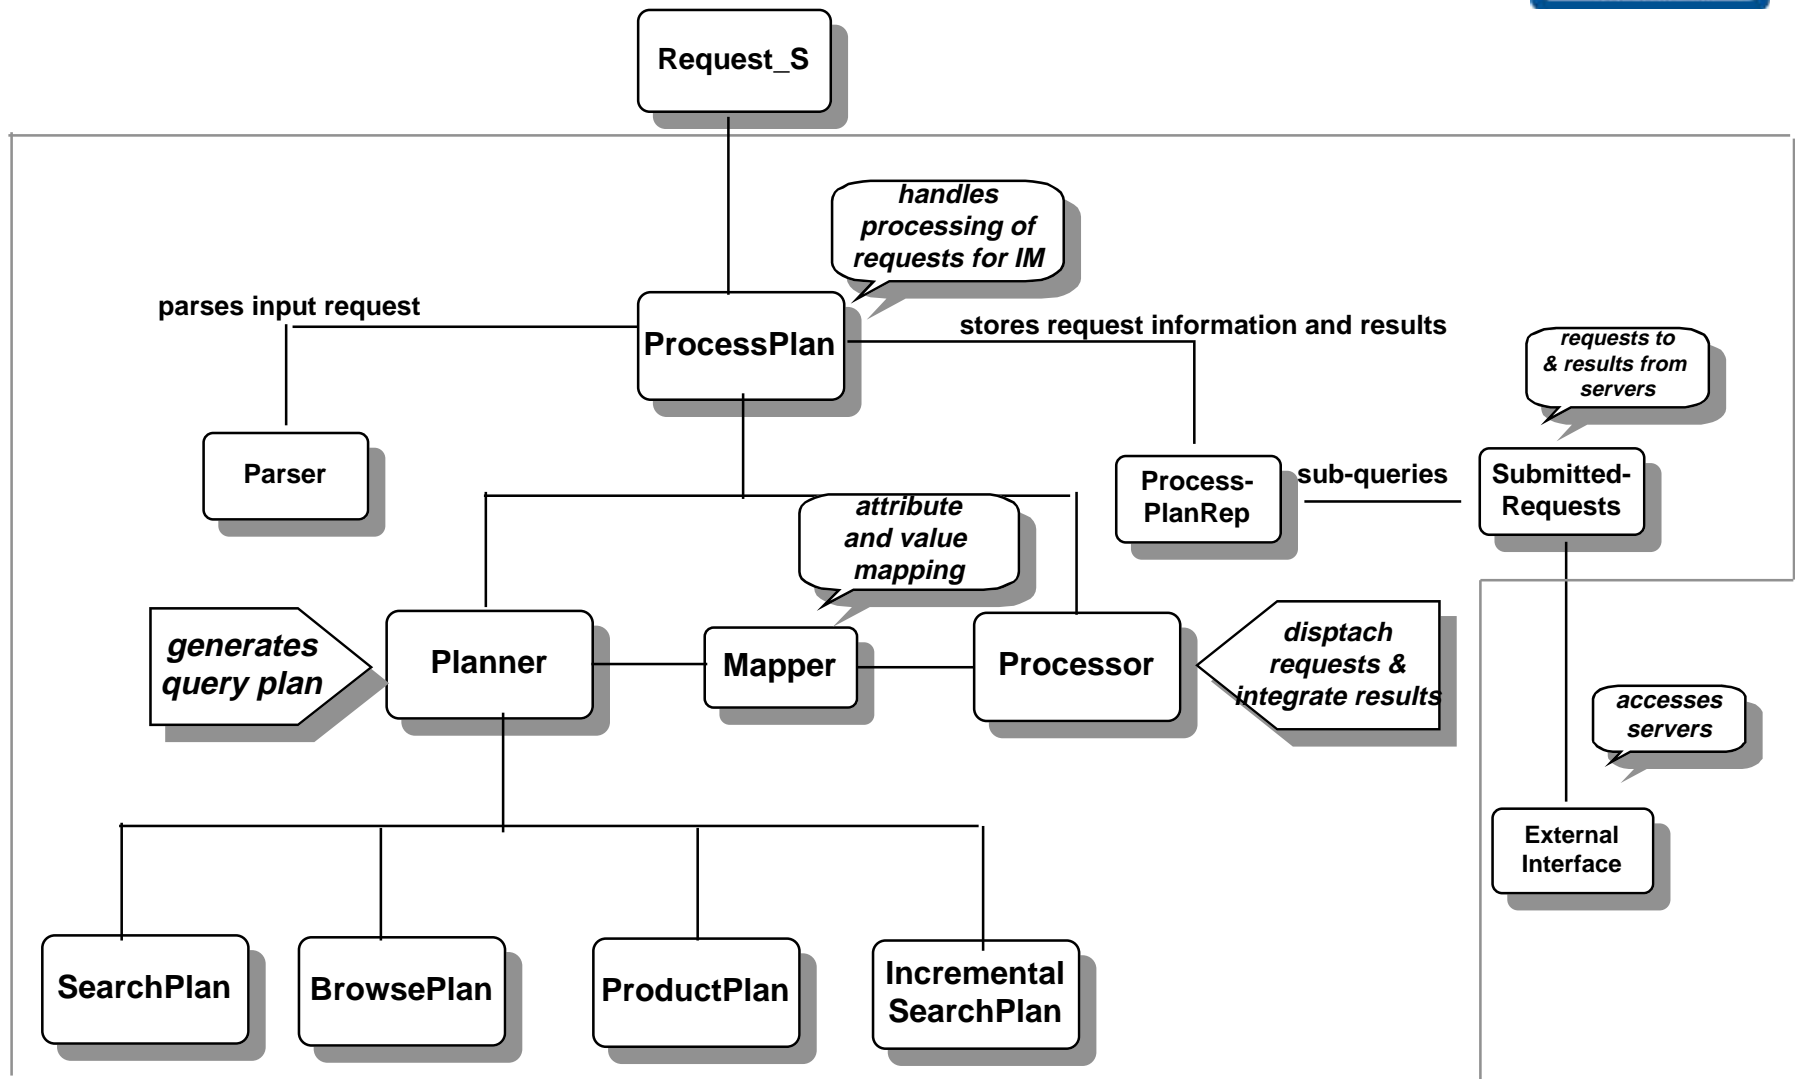 Request_S
handles
processing of
requests for IM
parses input request
ProcessPlan
stores request information and results
requests to
& results from
servers
Parser
Process-
PlanRep
sub-queries
Submitted-
Requests
attribute
and value
mapping
generates
query plan
Planner
Mapper
Processor
disptach
requests &
integrate results
accesses
servers
External
Interface
SearchPlan
BrowsePlan
ProductPlan
Incremental
SearchPlan